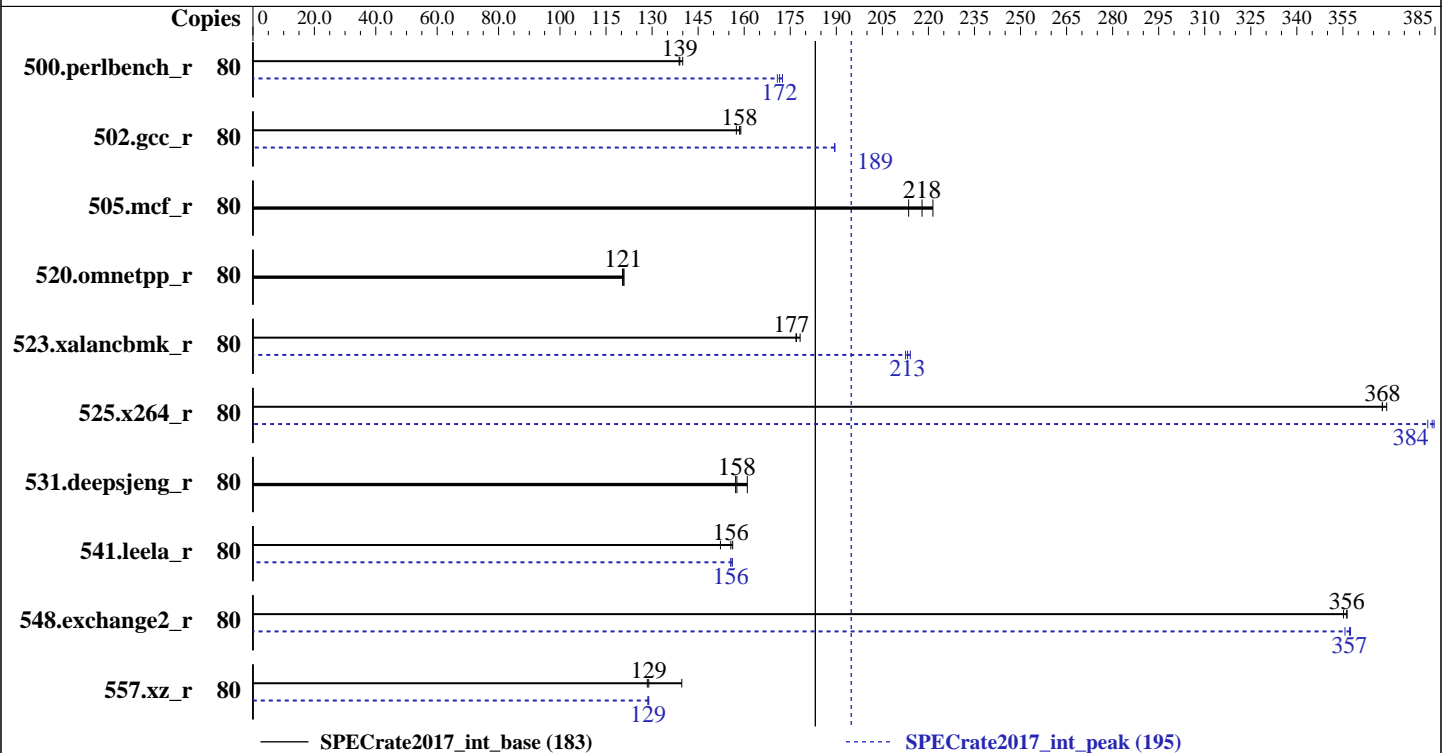 Copies 0 20.0 40.0 60.0 80.0 100 115 130 145 160 175 190 205 220 235 250 265 280 295 310 325 340 355 385
139
500.perlbench_r 80
172
158
502.gcc_r 80
189
218
505.mcf_r 80
121
520.omnetpp_r 80
177
523.xalancbmk_r 80
213
368
525.x264_r 80
384
158
531.deepsjeng_r 80
156
541.leela_r 80
156
356
548.exchange2_r 80
357
129
557.xz_r 80
129
SPECrate2017_int_base (183) SPECrate2017_int_peak (195)